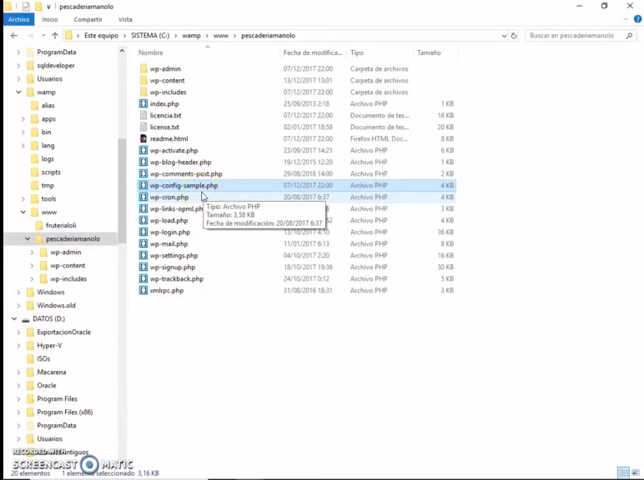 pescaderiamanolo
Archivo Inicio Compartir Vista
Este equipo > SISTEMA (C:) > wamp > www > pescaderiamanolo
Buscar en pescaderiamanolo
Nombre Fecha de modifica... Tipo Tamaño
ProgramData
sqldeveloper
Usuarios
wamp
alias
apps
bin
lang
logs
scripts
tmp
tools
www
fruterialoli
pescaderiamanolo
wp-admin
wp-content
wp-includes
Windows
Windows.old
DATOS (D:)
ExportacionOracle
Hyper-V
ISOs
Macarena
Oracle
Program Files
Program Files (x86)
ProgramData
Usuarios
wp-admin 07/12/2017 22:00 Carpeta de archivos
wp-content 13/12/2017 13:01 Carpeta de archivos
wp-includes 07/12/2017 22:00 Carpeta de archivos
index.php 25/09/2013 2:18 Archivo PHP 1 KB
licencia.txt 07/12/2017 22:00 Documento de tex... 18 KB
license.txt 02/01/2018 18:58 Documento de tex... 20 KB
readme.html 07/12/2017 22:00 Firefox HTML Doc...
wp-activate.php 23/09/2017 14:21 Archivo PHP 6 KB
wp-blog-header.php 19/12/2015 12:20 Archivo PHP 1 KB
wp-comments-post.php 29/08/2016 14:00 Archivo PHP 2 KB
wp-config-sample.php 07/12/2017 22:00 Archivo PHP 4 KB
wp-cron.php 20/08/2017 6:37 Archivo PHP 4 KB
wp-links-opml.ph Archivo PHP
wp-load.php Archivo PHP
wp-login.php Archivo PHP 36 KB
wp-mail.php 11/01/2017 6:13 Archivo PHP
wp-settings.php 04/10/2017 2:20 Archivo PHP 16 KB
wp-signup.php 18/10/2017 19:36 Archivo PHP 30 KB
wp-trackback.php 24/10/2017 0:12 Archivo PHP 5 KB
xmlrpc.php 31/08/2016 18:31 Archivo PHP 3 KB
Tipo: Archivo PHP
Tamaño: 3,58 KB
Fecha de modificación: 20/08/2017 6:37
RECORDED WITH
SCREENCAST MATIC
20 elementos 1 elemento seleccionado 3,16 KB